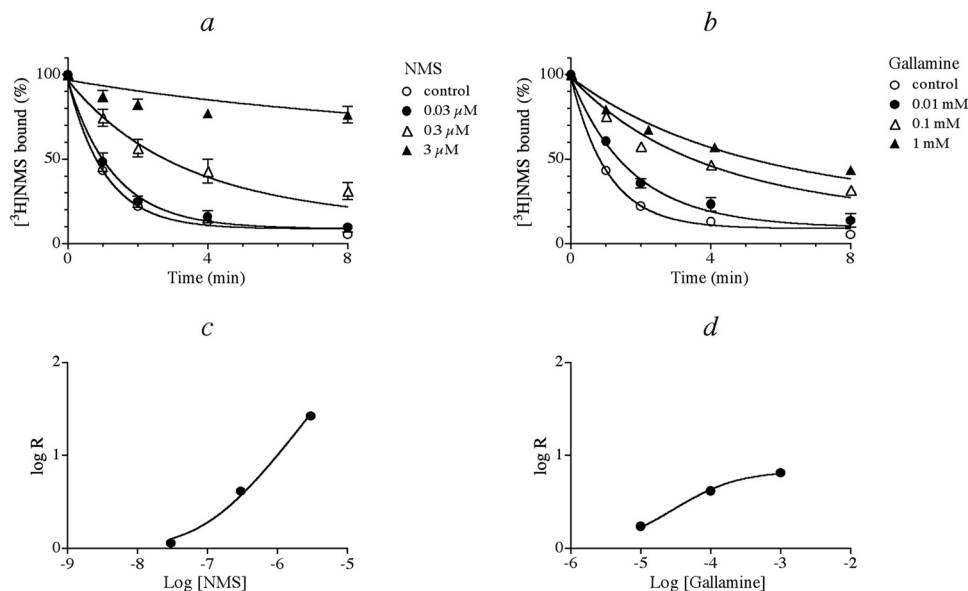 a
[³H]NMS bound (%)
100
50
0
0
4
8
Time (min)
NMS
control
0.03 µM
0.3 µM
3 µM
b
[³H]NMS bound (%)
100
50
0
0
4
8
Time (min)
Gallamine
control
0.01 mM
0.1 mM
1 mM
c
log R
2
1
0
-9
-8
-7
-6
-5
Log [NMS]
d
log R
2
1
0
-6
-5
-4
-3
-2
Log [Gallamine]